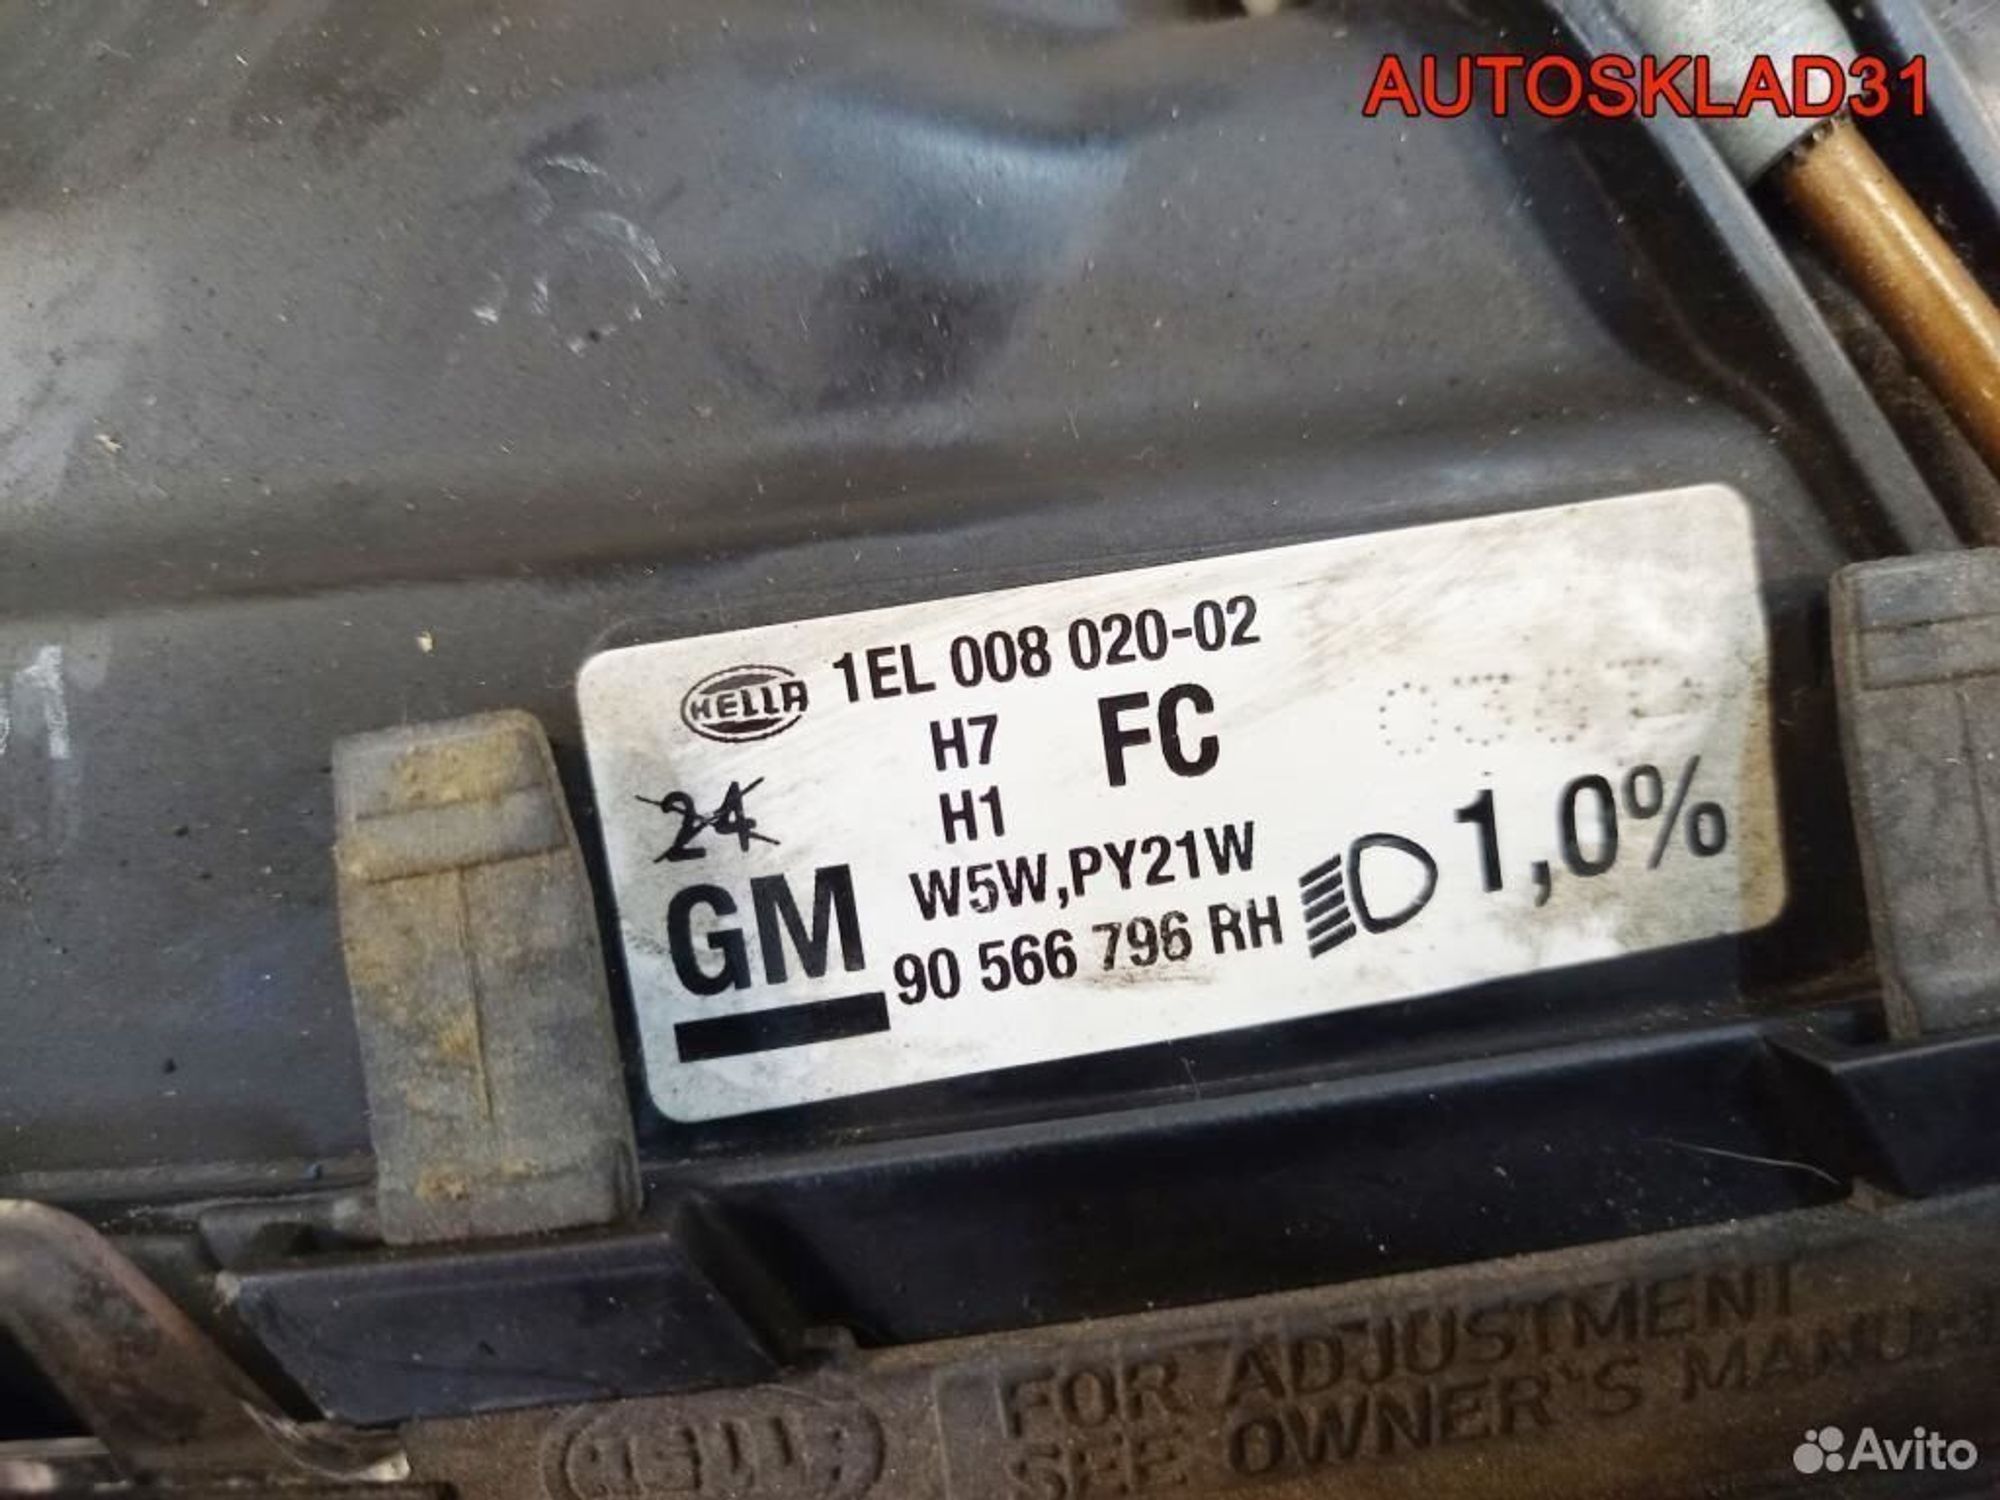 AUTOSKLAD31
HELLA 1EL 008 020-02
H7 FC
24 H1
1,0%
W5W,PY21W
GM
90 566 796 RH
FOR ADJUSTMENT
SEE OWNER'S MANUA
HELLA
Avito